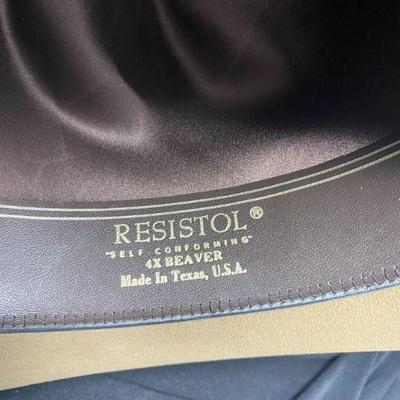 RESISTOL®
"SELF-CONFORMING"
4X BEAVER
Made In Texas, U.S.A.